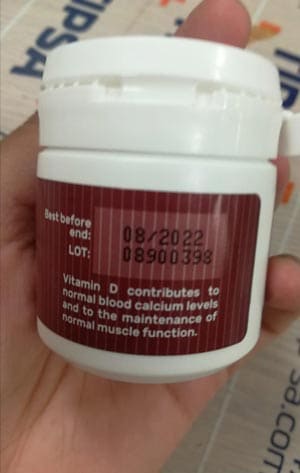 TIPSA
Best before
end: 08/2022
LOT: 08900398
Vitamin D contributes to
normal blood calcium levels
and to the maintenance of
normal muscle function.